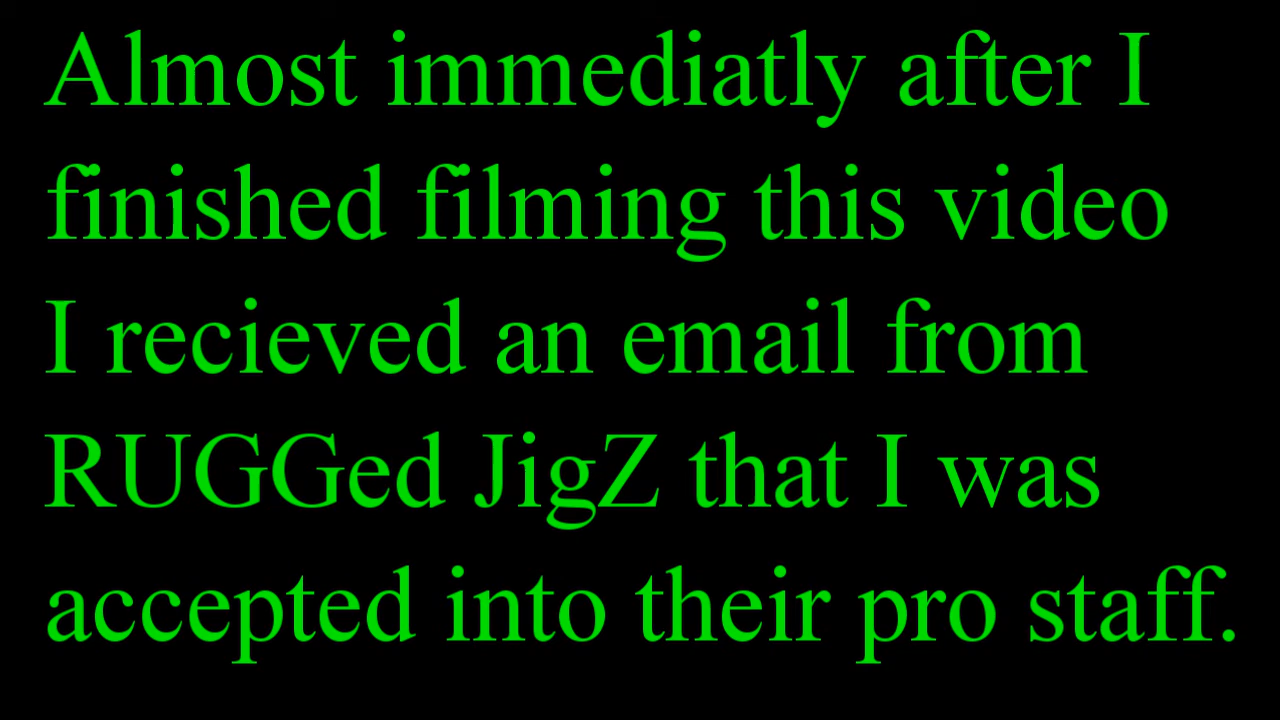 Almost immediatly after I
finished filming this video
I recieved an email from
RUGGed JigZ that I was
accepted into their pro staff.